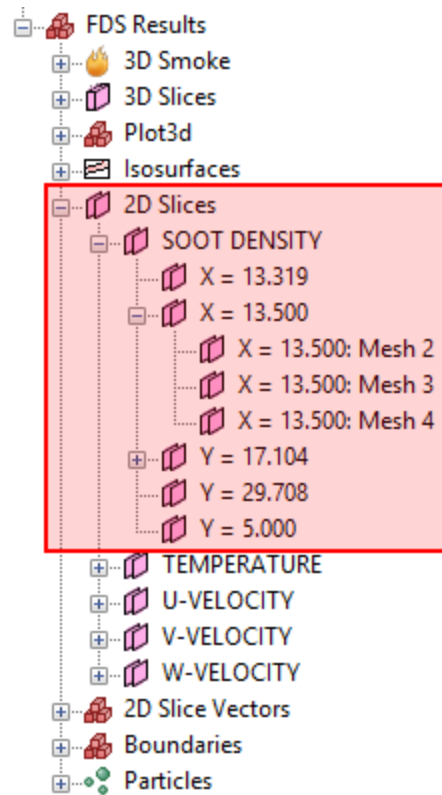 FDS Results
3D Smoke
3D Slices
Plot3d
Isosurfaces
2D Slices
SOOT DENSITY
X = 13.319
X = 13.500
X = 13.500: Mesh 2
X = 13.500: Mesh 3
X = 13.500: Mesh 4
Y = 17.104
Y = 29.708
Y = 5.000
TEMPERATURE
U-VELOCITY
V-VELOCITY
W-VELOCITY
2D Slice Vectors
Boundaries
Particles